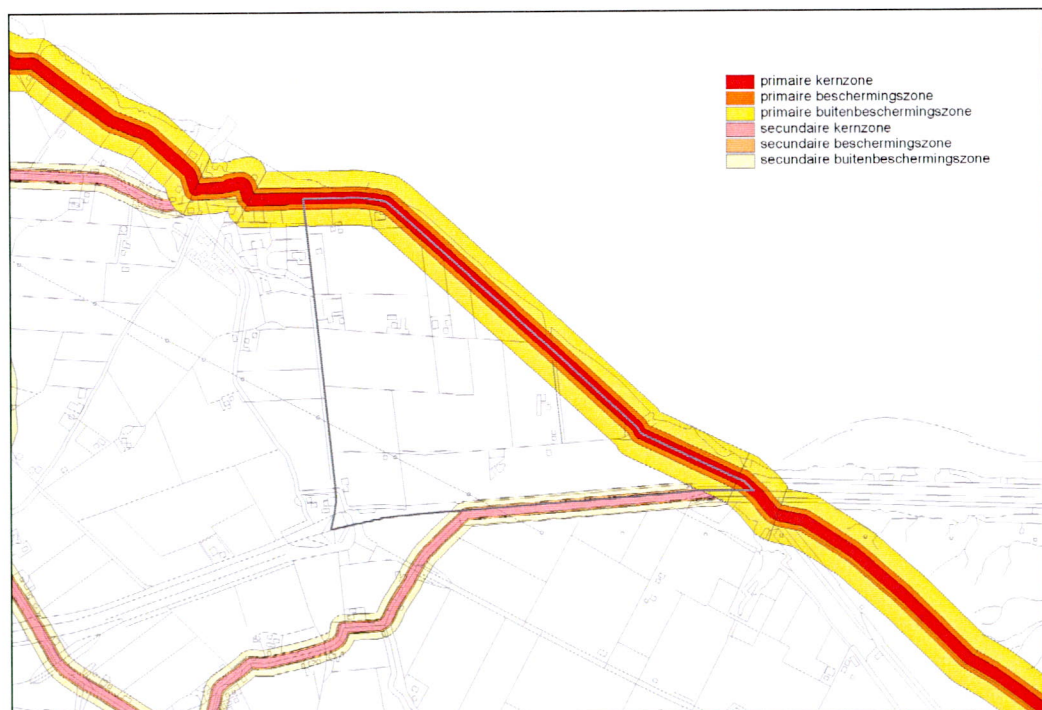 primaire kernzone
primaire beschermingszone
primaire buitenbeschermingszone
secundaire kernzone
secundaire beschermingszone
secundaire buitenbeschermingszone